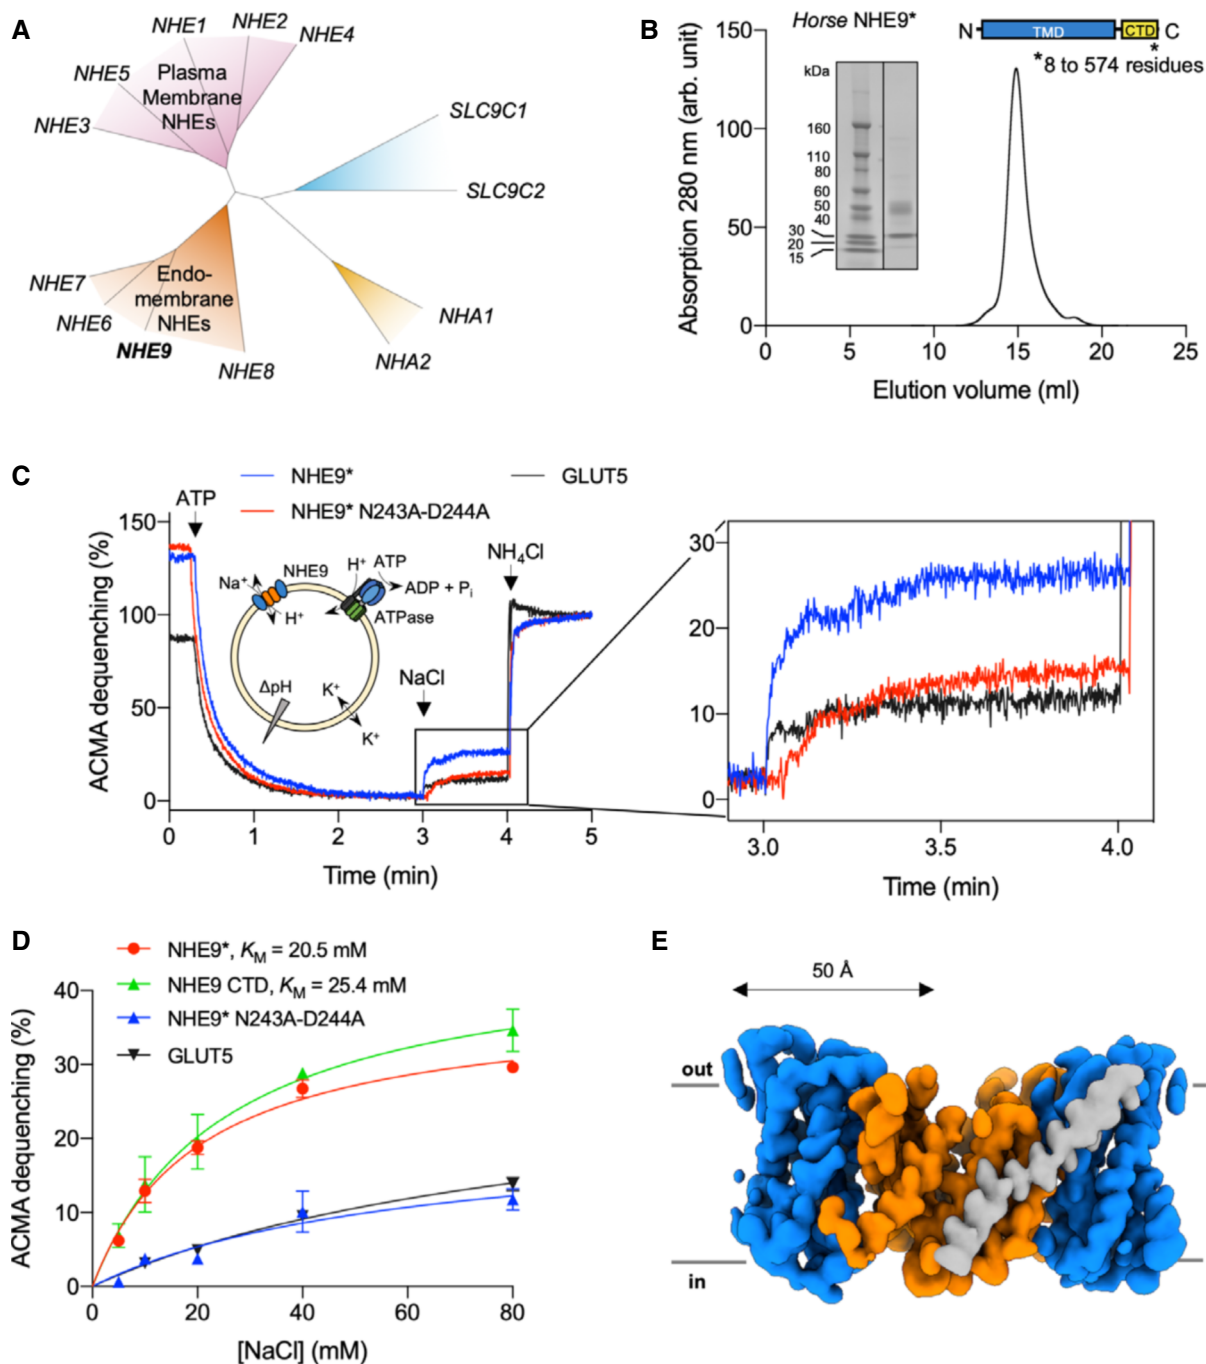 A
NHE1
NHE2
NHE4
NHE5
NHE3
Plasma
Membrane
NHEs
SLC9C1
SLC9C2
NHE7
NHE6
NHE9
NHE8
Endo-
membrane
NHEs
NHA1
NHA2
B
Horse NHE9*
N TMD CTD C
*
*8 to 574 residues
kDa
160
110
80
60
50
40
30
20
15
Absorption 280 nm (arb. unit)
150
100
50
0
0 5 10 15 20 25
Elution volume (ml)
C
NHE9*
GLUT5
NHE9* N243A-D244A
ATP
NaCl
NH₄Cl
NHE9
Na⁺
H⁺
H⁺
ATP
ADP + Pᵢ
ATPase
ΔpH
K⁺
K⁺
ACMA dequenching (%)
150
100
50
0
0 1 2 3 4 5
Time (min)
30
20
10
0
3.0 3.5 4.0
Time (min)
D
NHE9*, KM = 20.5 mM
NHE9 CTD, KM = 25.4 mM
NHE9* N243A-D244A
GLUT5
ACMA dequenching (%)
40
30
20
10
0
0 20 40 60 80
[NaCl] (mM)
E
50 Å
out
in